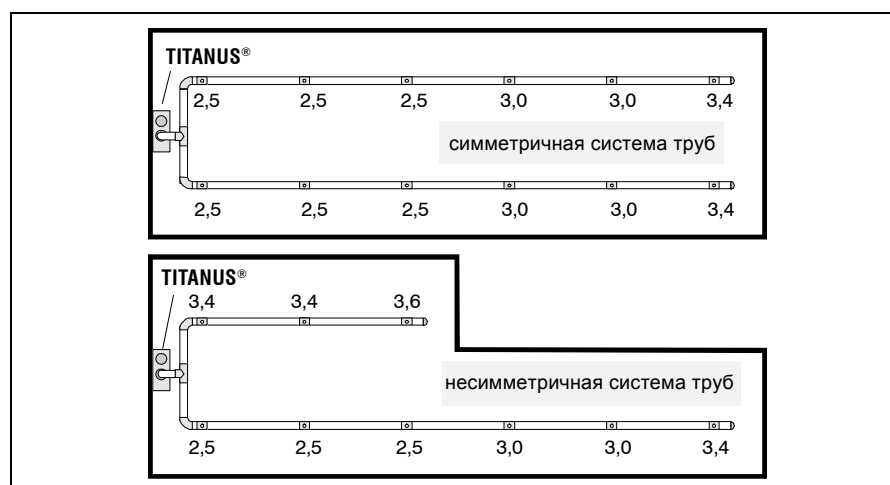 TITANUS®
2,5 2,5 2,5 3,0 3,0 3,4
симметричная система труб
2,5 2,5 2,5 3,0 3,0 3,4
TITANUS®
3,4 3,4 3,6
несимметричная система труб
2,5 2,5 2,5 3,0 3,0 3,4